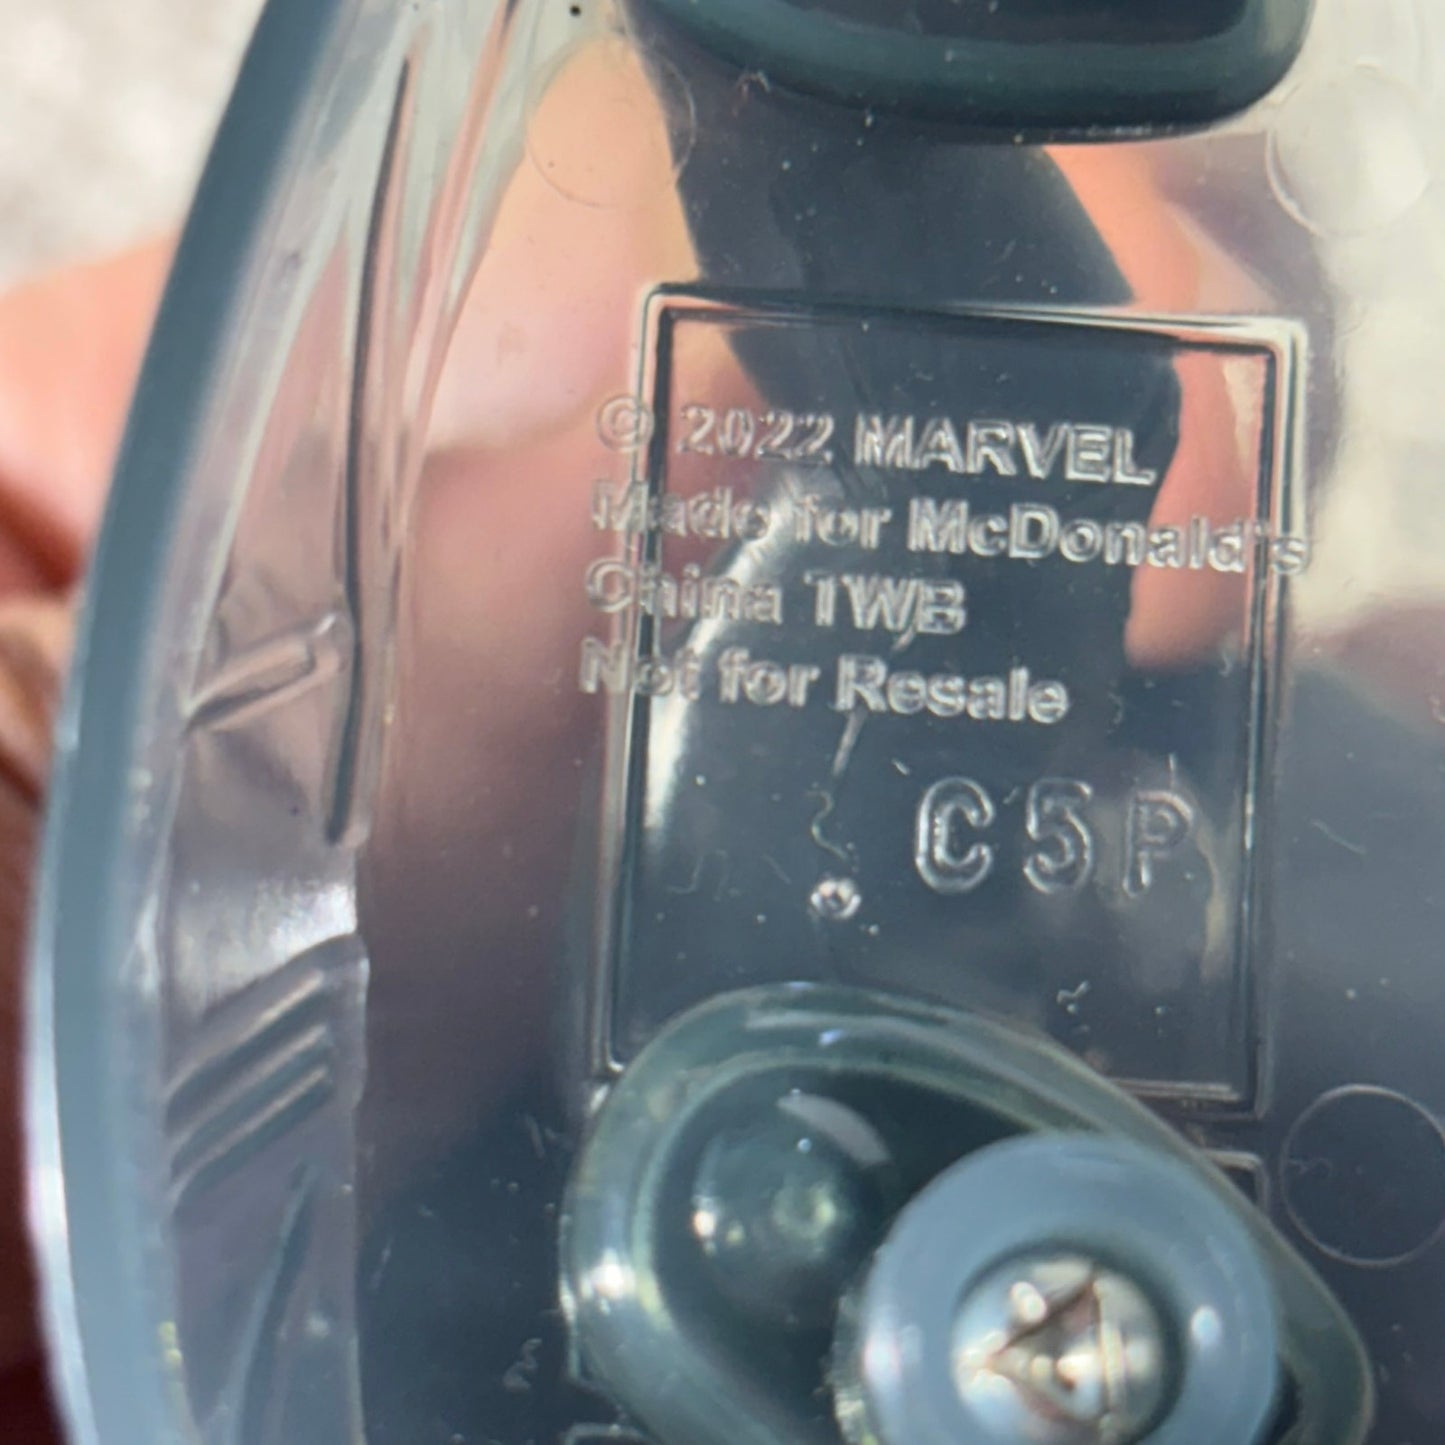 © 2022 MARVEL
Made for McDonald's
China TWB
Not for Resale
C5P